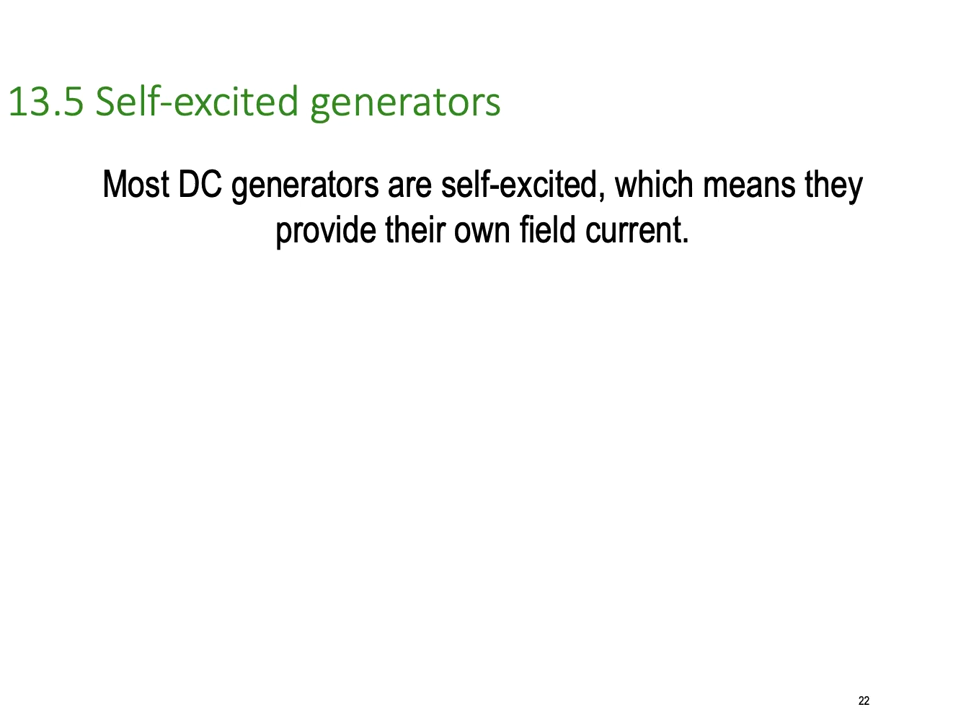 13.5 Self-excited generators
Most DC generators are self-excited, which means they
provide their own field current.
22